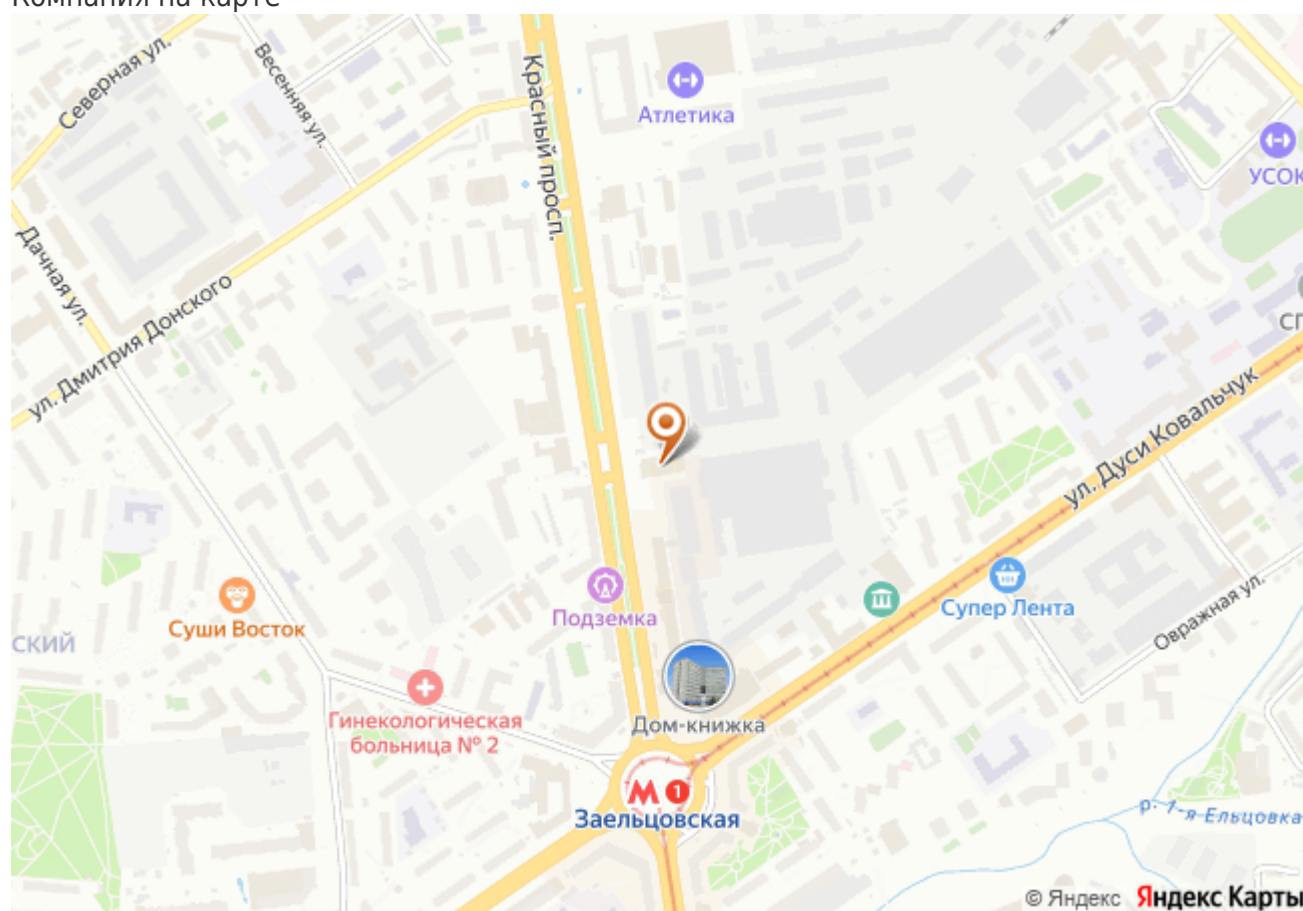 Компания на карте
Северная ул.
Весенняя ул.
Красный просп.
Атлетика
УСОК
Дачная ул.
ул. Дмитрия Донского
СГ
ул. Дуси Ковальчук
Суши Восток
Подземка
Супер Лента
Овражная ул.
СКИЙ
Гинекологическая
больница № 2
Дом-книжка
М 1
Заельцовская
р. 1-я Ельцовка
© Яндекс Яндекс Карты